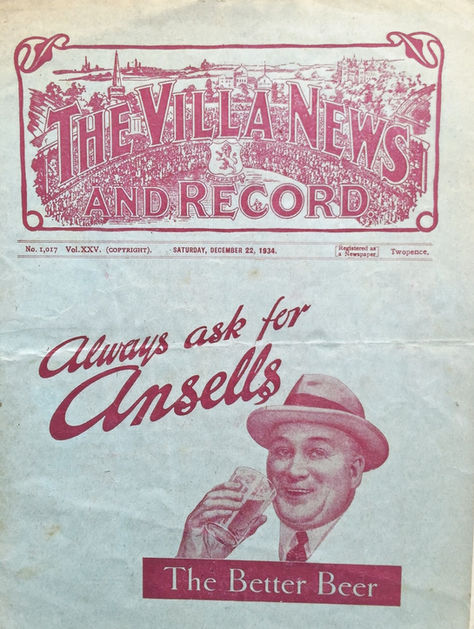 THE VILLA NEWS
AND RECORD
No. 1,017 Vol. XXV. (COPYRIGHT). SATURDAY, DECEMBER 22, 1934. [Registered as a Newspaper] Twopence.
Always ask for
Ansells
The Better Beer